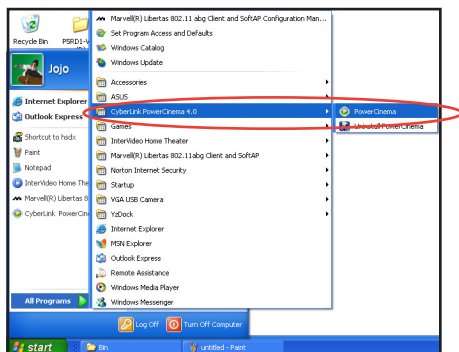 Recycle Bin
Jojo
Internet Explorer
Outlook Express
Shortcut to hsdx
Paint
Notepad
InterVideo Home The
Marvell(R) Libertas 8
CyberLink PowerCin
All Programs
Marvell(R) Libertas 802.11 abg Client and SoftAP Configuration Man...
Set Program Access and Defaults
Windows Catalog
Windows Update
Accessories
ASUS
CyberLink PowerCinema 4.0
Games
InterVideo Home Theater
Marvell(R) Libertas 802.11abg Client and SoftAP
Norton Internet Security
Startup
VGA USB Camera
YzDock
Internet Explorer
MSN Explorer
Outlook Express
Remote Assistance
Windows Media Player
Windows Messenger
PowerCinema
Uninstall PowerCinema
Log Off
Turn Off Computer
start
Bin
untitled - Paint